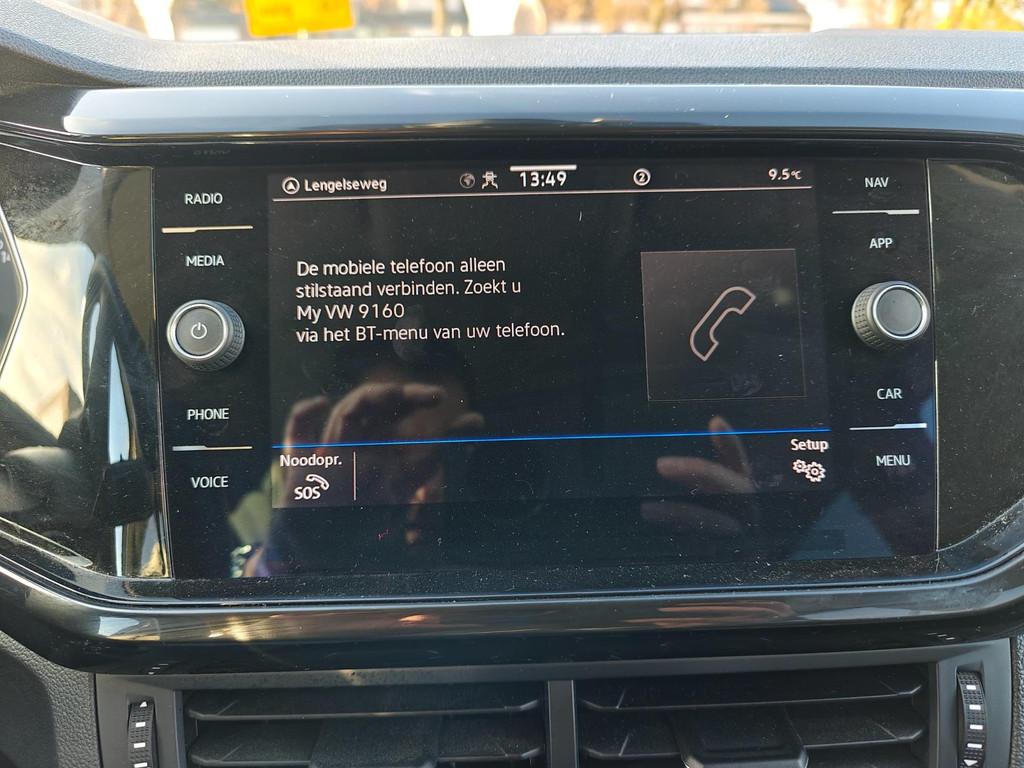 Lengelseweg 13:49 2 9.5°C
RADIO
MEDIA
PHONE
VOICE
De mobiele telefoon alleen
stilstaand verbinden. Zoekt u
My VW 9160
via het BT-menu van uw telefoon.
Noodopr.
SOS
Setup
NAV
APP
CAR
MENU